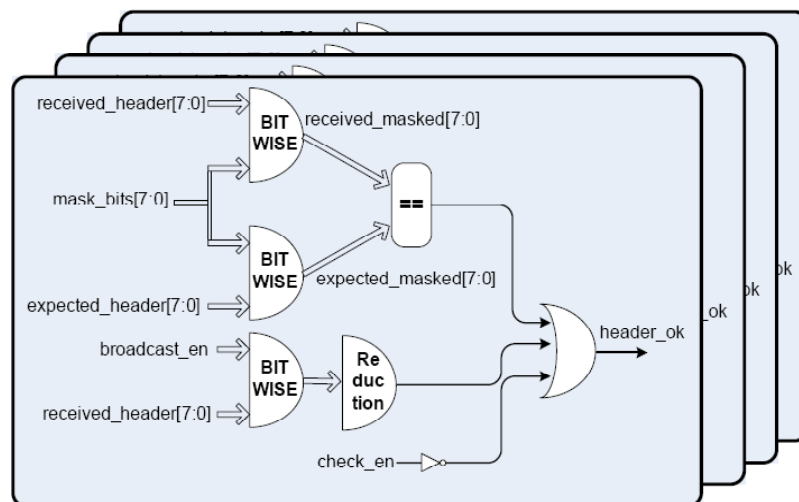 received_header[7:0]
BIT
WISE
received_masked[7:0]
mask_bits[7:0]
==
BIT
WISE
expected_masked[7:0]
expected_header[7:0]
broadcast_en
BIT
WISE
Re
duc
tion
received_header[7:0]
check_en
header_ok
_ok
ok
ok